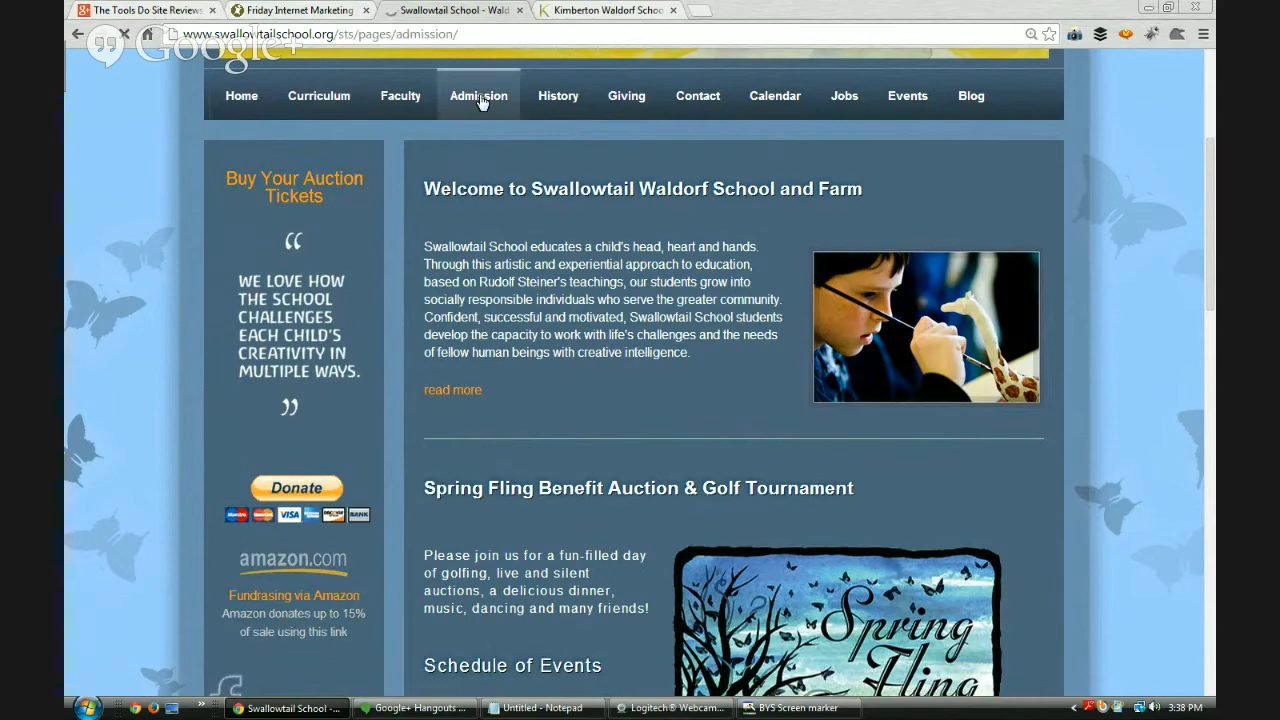 The Tools Do Site Reviews
Friday Internet Marketing
Swallowtail School - Wald
Kimberton Waldorf Schoo
www.swallowtailschool.org/sts/pages/admission/
Google+
Home Curriculum Faculty Admission History Giving Contact Calendar Jobs Events Blog
Buy Your Auction
Tickets
“
WE LOVE HOW
THE SCHOOL
CHALLENGES
EACH CHILD'S
CREATIVITY IN
MULTIPLE WAYS.
”
Donate
VISA BANK
amazon.com
Fundrasing via Amazon
Amazon donates up to 15%
of sale using this link
Welcome to Swallowtail Waldorf School and Farm
Swallowtail School educates a child's head, heart and hands.
Through this artistic and experiential approach to education,
based on Rudolf Steiner's teachings, our students grow into
socially responsible individuals who serve the greater community.
Confident, successful and motivated, Swallowtail School students
develop the capacity to work with life's challenges and the needs
of fellow human beings with creative intelligence.
read more
Spring Fling Benefit Auction & Golf Tournament
Please join us for a fun-filled day
of golfing, live and silent
auctions, a delicious dinner,
music, dancing and many friends!
Schedule of Events
Spring
Fling
Swallowtail School -...
Google+ Hangouts ...
Untitled - Notepad
Logitech® Webcam...
BYS Screen marker
3:38 PM